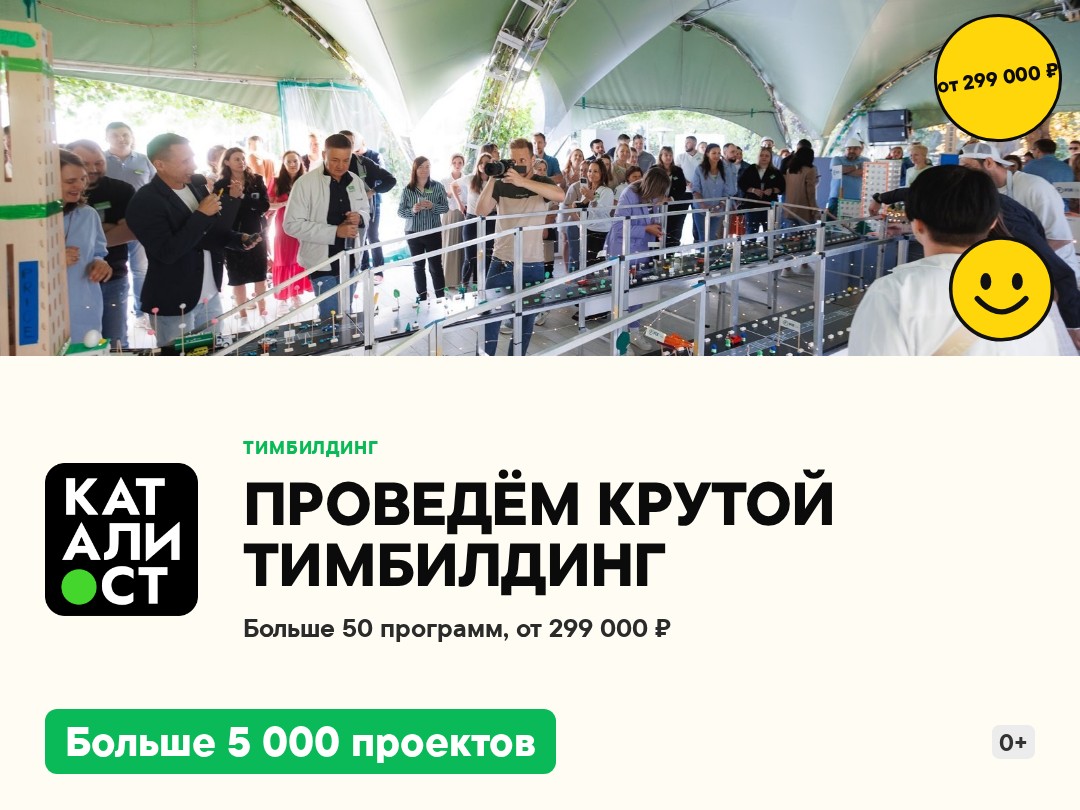 от 299 000 ₽
ТИМБИЛДИНГ
КАТ
АЛИ
СТ
ПРОВЕДЁМ КРУТОЙ
ТИМБИЛДИНГ
Больше 50 программ, от 299 000 ₽
Больше 5 000 проектов
0+